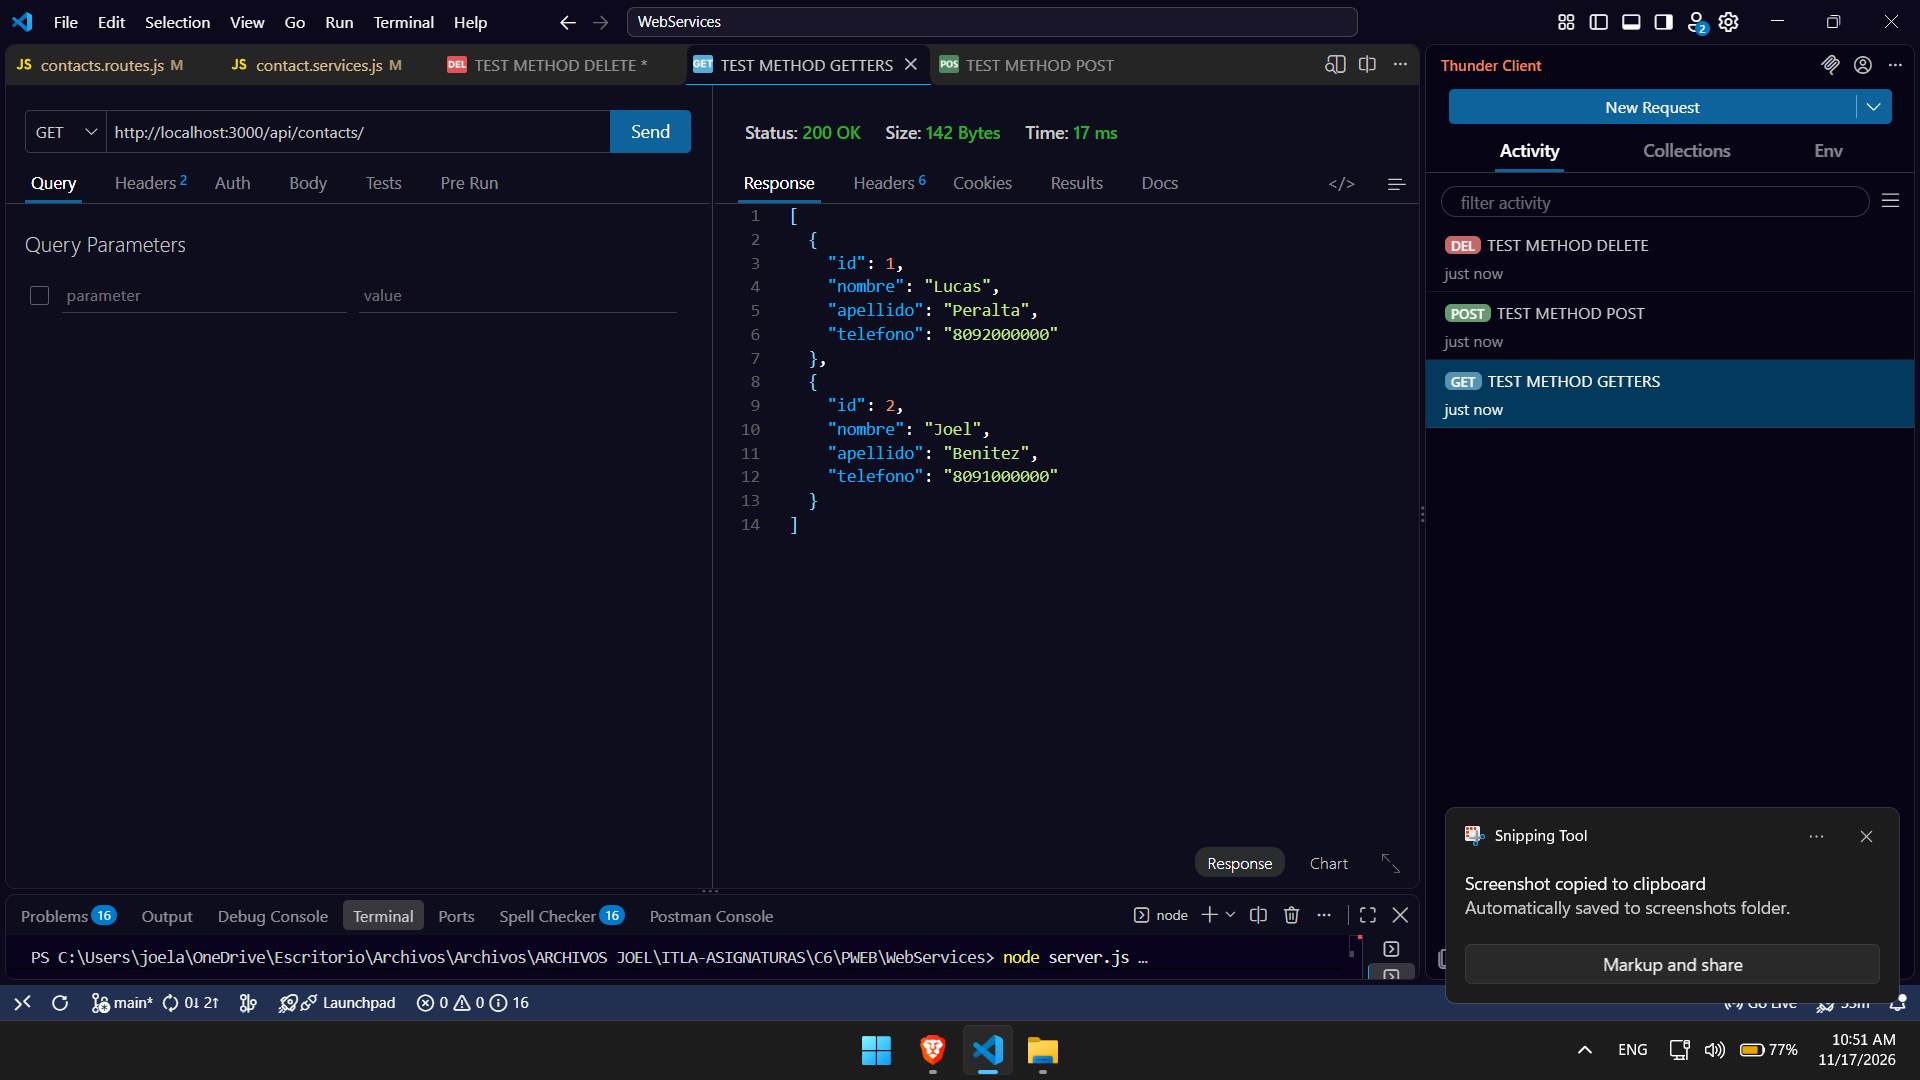 File Edit Selection View Go Run Terminal Help
WebServices
2
JS contacts.routes.js M
JS contact.services.js M
DEL TEST METHOD DELETE *
GET TEST METHOD GETTERS
POS TEST METHOD POST
GET
http://localhost:3000/api/contacts/
Send
Query
Headers 2
Auth
Body
Tests
Pre Run
Query Parameters
parameter
value
Status: 200 OK Size: 142 Bytes Time: 17 ms
Response
Headers 6
Cookies
Results
Docs
</>
1 [
2 {
3 "id": 1,
4 "nombre": "Lucas",
5 "apellido": "Peralta",
6 "telefono": "8092000000"
7 },
8 {
9 "id": 2,
10 "nombre": "Joel",
11 "apellido": "Benitez",
12 "telefono": "8091000000"
13 }
14 ]
Response
Chart
Thunder Client
New Request
Activity
Collections
Env
filter activity
DEL TEST METHOD DELETE
just now
POST TEST METHOD POST
just now
GET TEST METHOD GETTERS
just now
Snipping Tool
Screenshot copied to clipboard
Automatically saved to screenshots folder.
Markup and share
Problems 16
Output
Debug Console
Terminal
Ports
Spell Checker 16
Postman Console
node
PS C:\Users\joela\OneDrive\Escritorio\Archivos\Archivos\ARCHIVOS JOEL\ITLA-ASIGNATURAS\C6\PWEB\WebServices> node server.js …
main* 0↓ 2↑
Launchpad
0 0 16
Go Live
ENG
77%
10:51 AM
11/17/2026